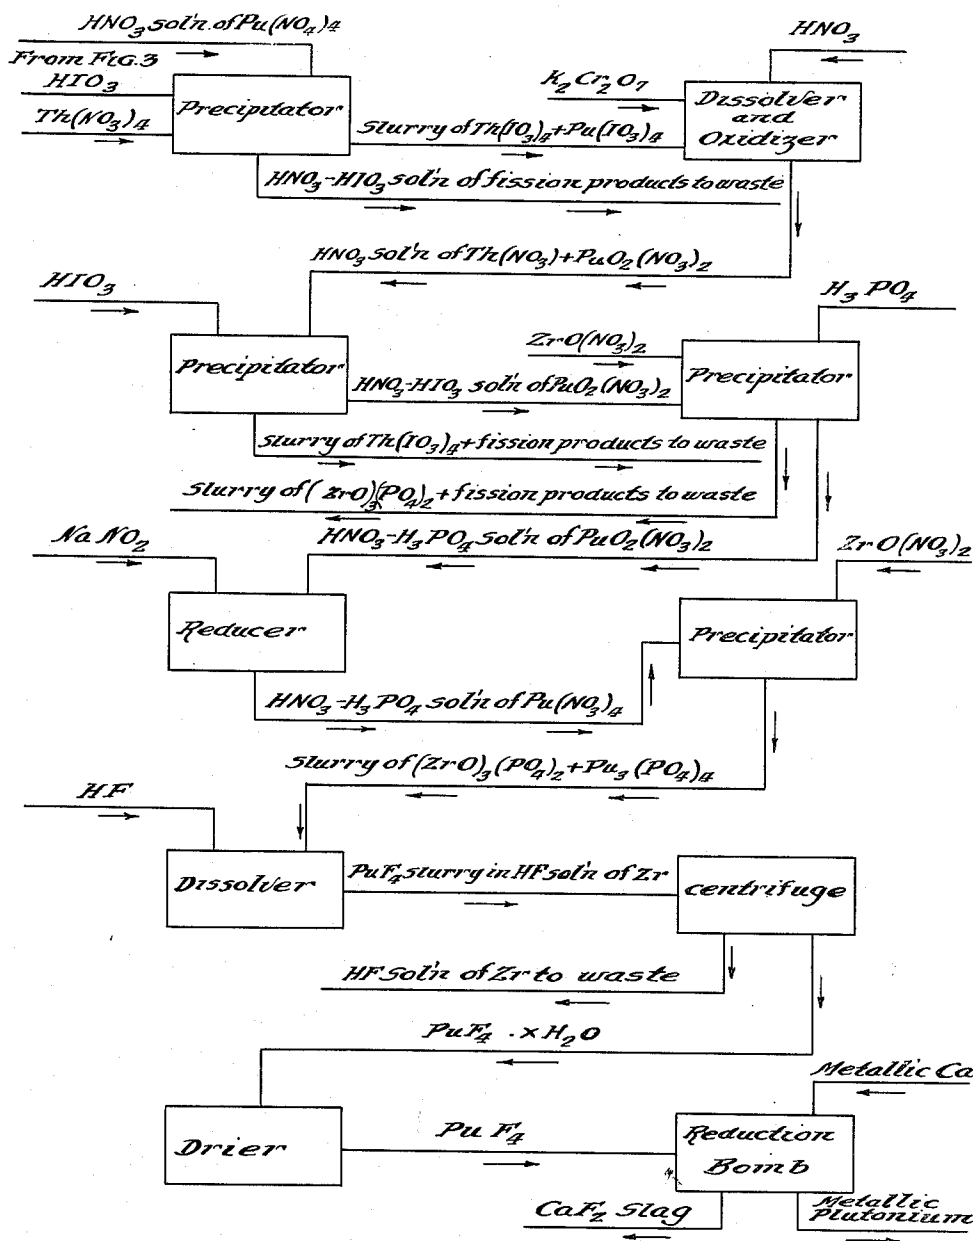 HNO3 sol'n. of Pu(NO4)4
From FIG. 3
HNO3
HIO3
Th(NO3)4
Precipitator
K2Cr2O7
Dissolver
and
Oxidizer
Slurry of Th(IO3)4 + Pu(IO3)4
HNO3-HIO3 sol'n of fission products to waste
HNO3 sol'n of Th(NO3) + PuO2(NO3)2
HIO3
H3 PO4
Precipitator
ZrO(NO3)2
Precipitator
HNO3-HIO3 sol'n of PuO2(NO3)2
Slurry of Th(IO3)4 + fission products to waste
Slurry of (ZrO)3(PO4)2 + fission products to waste
NaNO2
HNO3-H3PO4 sol'n of PuO2(NO3)2
ZrO(NO3)2
Reducer
Precipitator
HNO3-H3PO4 sol'n of Pu(NO3)4
Slurry of (ZrO)3(PO4)2 + Pu3(PO4)4
HF
Dissolver
PuF4 slurry in HF sol'n of Zr
centrifuge
HF sol'n of Zr to waste
PuF4 .xH2O
Metallic Ca
Drier
PuF4
Reduction
Bomb
CaF2 Slag
Metallic
Plutonium